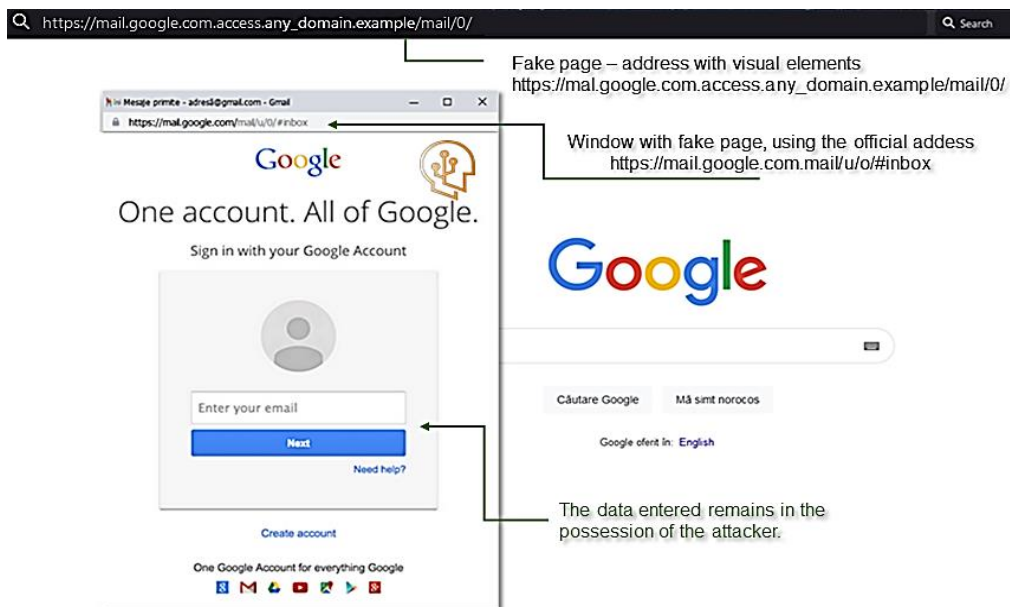 https://mail.google.com.access.any_domain.example/mail/0/
Search
Fake page – address with visual elements
https://mal.google.com.access.any_domain.example/mail/0/
Mesaje primite - adresă@gmail.com - Gmail
https://mal.google.com/mal/u/0/#inbox
Window with fake page, using the official addess
https://mail.google.com.mail/u/o/#inbox
Google
One account. All of Google.
Sign in with your Google Account
Enter your email
Next
Need help?
Create account
One Google Account for everything Google
Google
Căutare Google
Mă simt norocos
Google oferit în: English
The data entered remains in the
possession of the attacker.